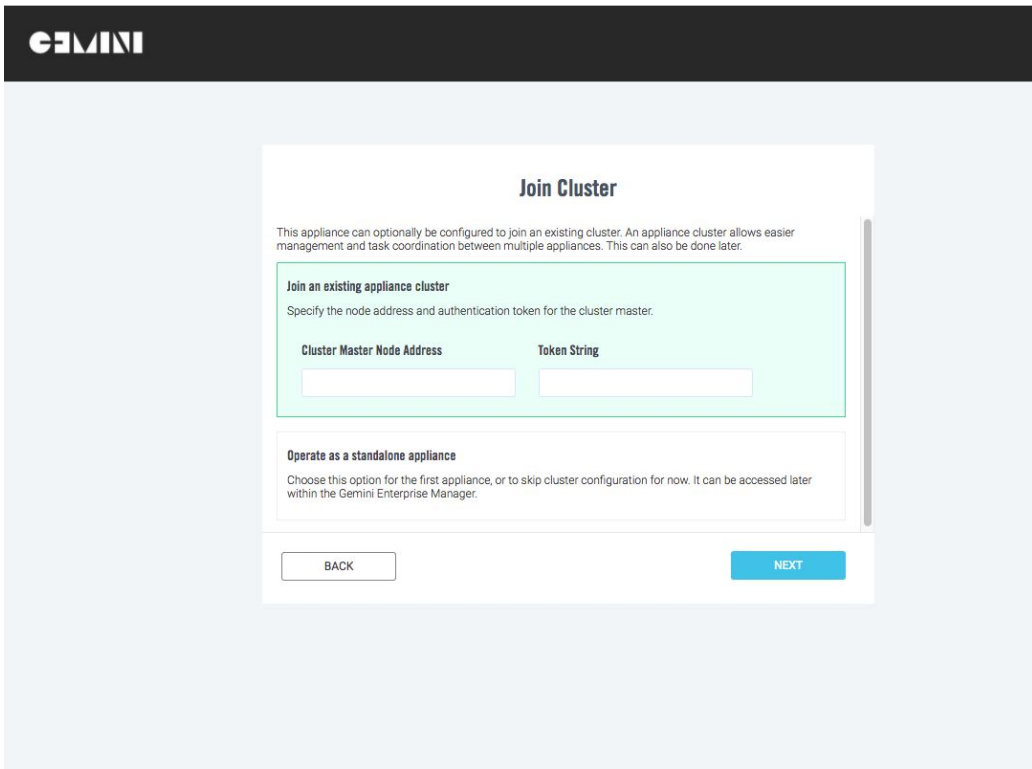 GEMINI
Join Cluster
This appliance can optionally be configured to join an existing cluster. An appliance cluster allows easier
management and task coordination between multiple appliances. This can also be done later.
Join an existing appliance cluster
Specify the node address and authentication token for the cluster master.
Cluster Master Node Address
Token String
Operate as a standalone appliance
Choose this option for the first appliance, or to skip cluster configuration for now. It can be accessed later
within the Gemini Enterprise Manager.
BACK
NEXT